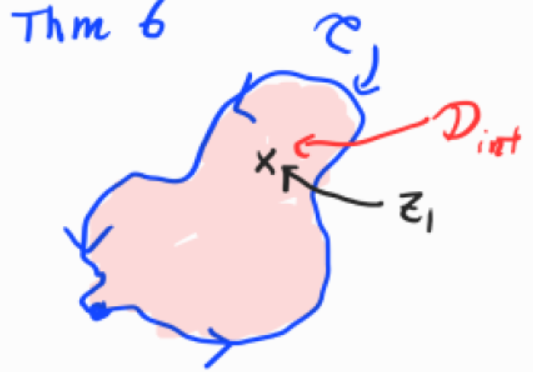 Thm 6
C
D_int
x
z_1